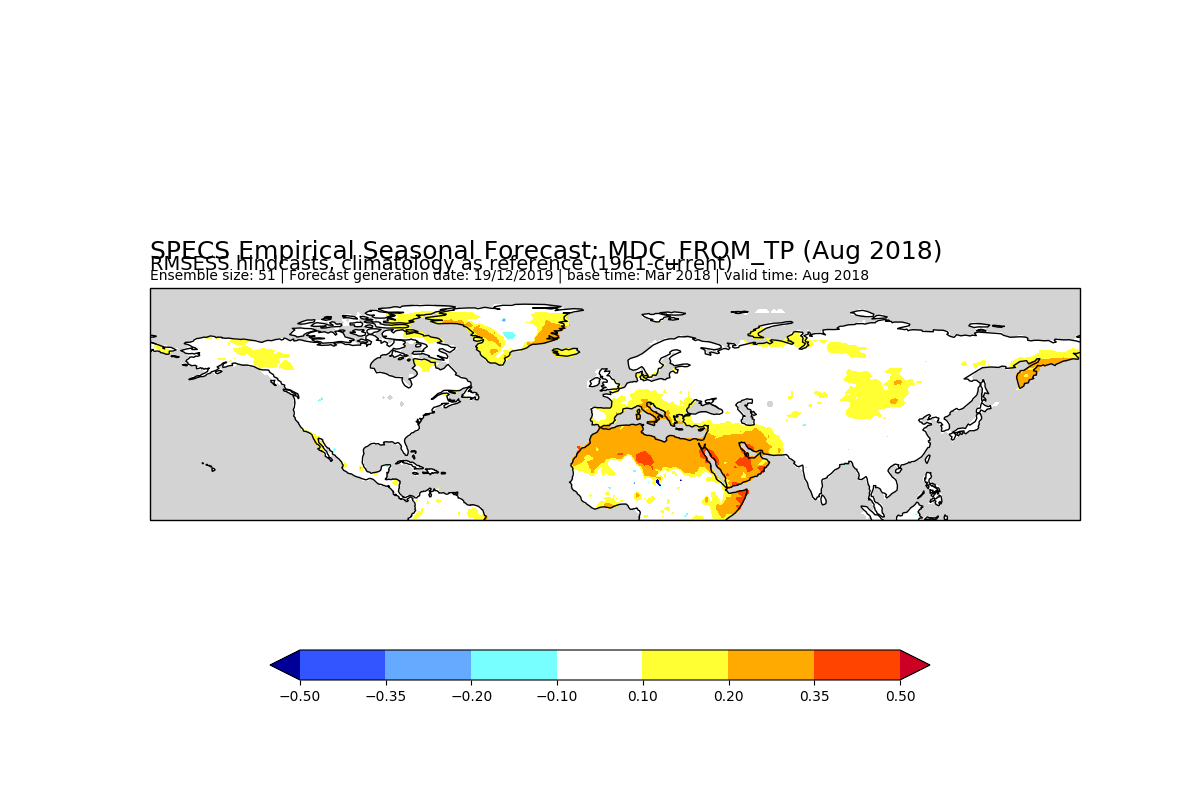 SPECS Empirical Seasonal Forecast: MDC_FROM_TP (Aug 2018)
RMSESS hindcasts, climatology as reference (1961-current)
Ensemble size: 51 | Forecast generation date: 19/12/2019 | base time: Mar 2018 | valid time: Aug 2018
−0.50 −0.35 −0.20 −0.10 0.10 0.20 0.35 0.50